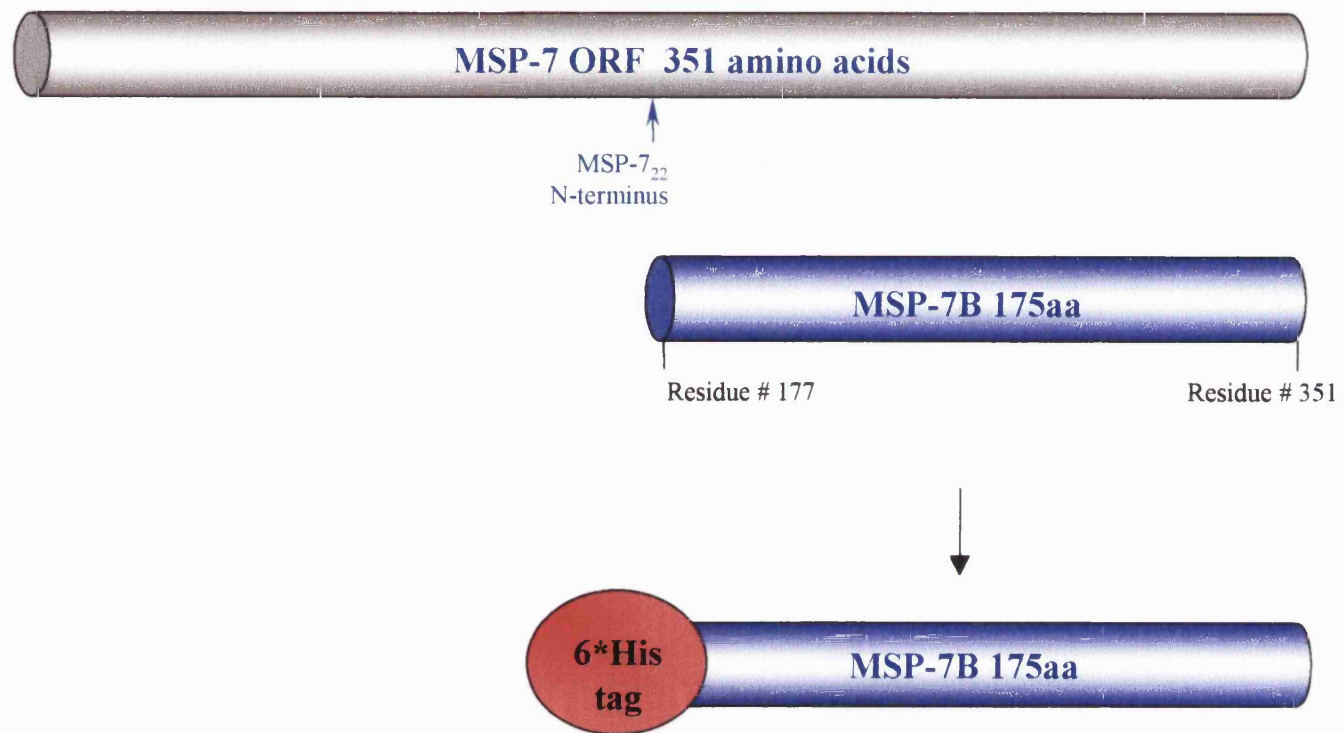 MSP-7 ORF 351 amino acids
MSP-7₂₂
N-terminus
MSP-7B 175aa
Residue # 177
Residue # 351
6*His
tag
MSP-7B 175aa